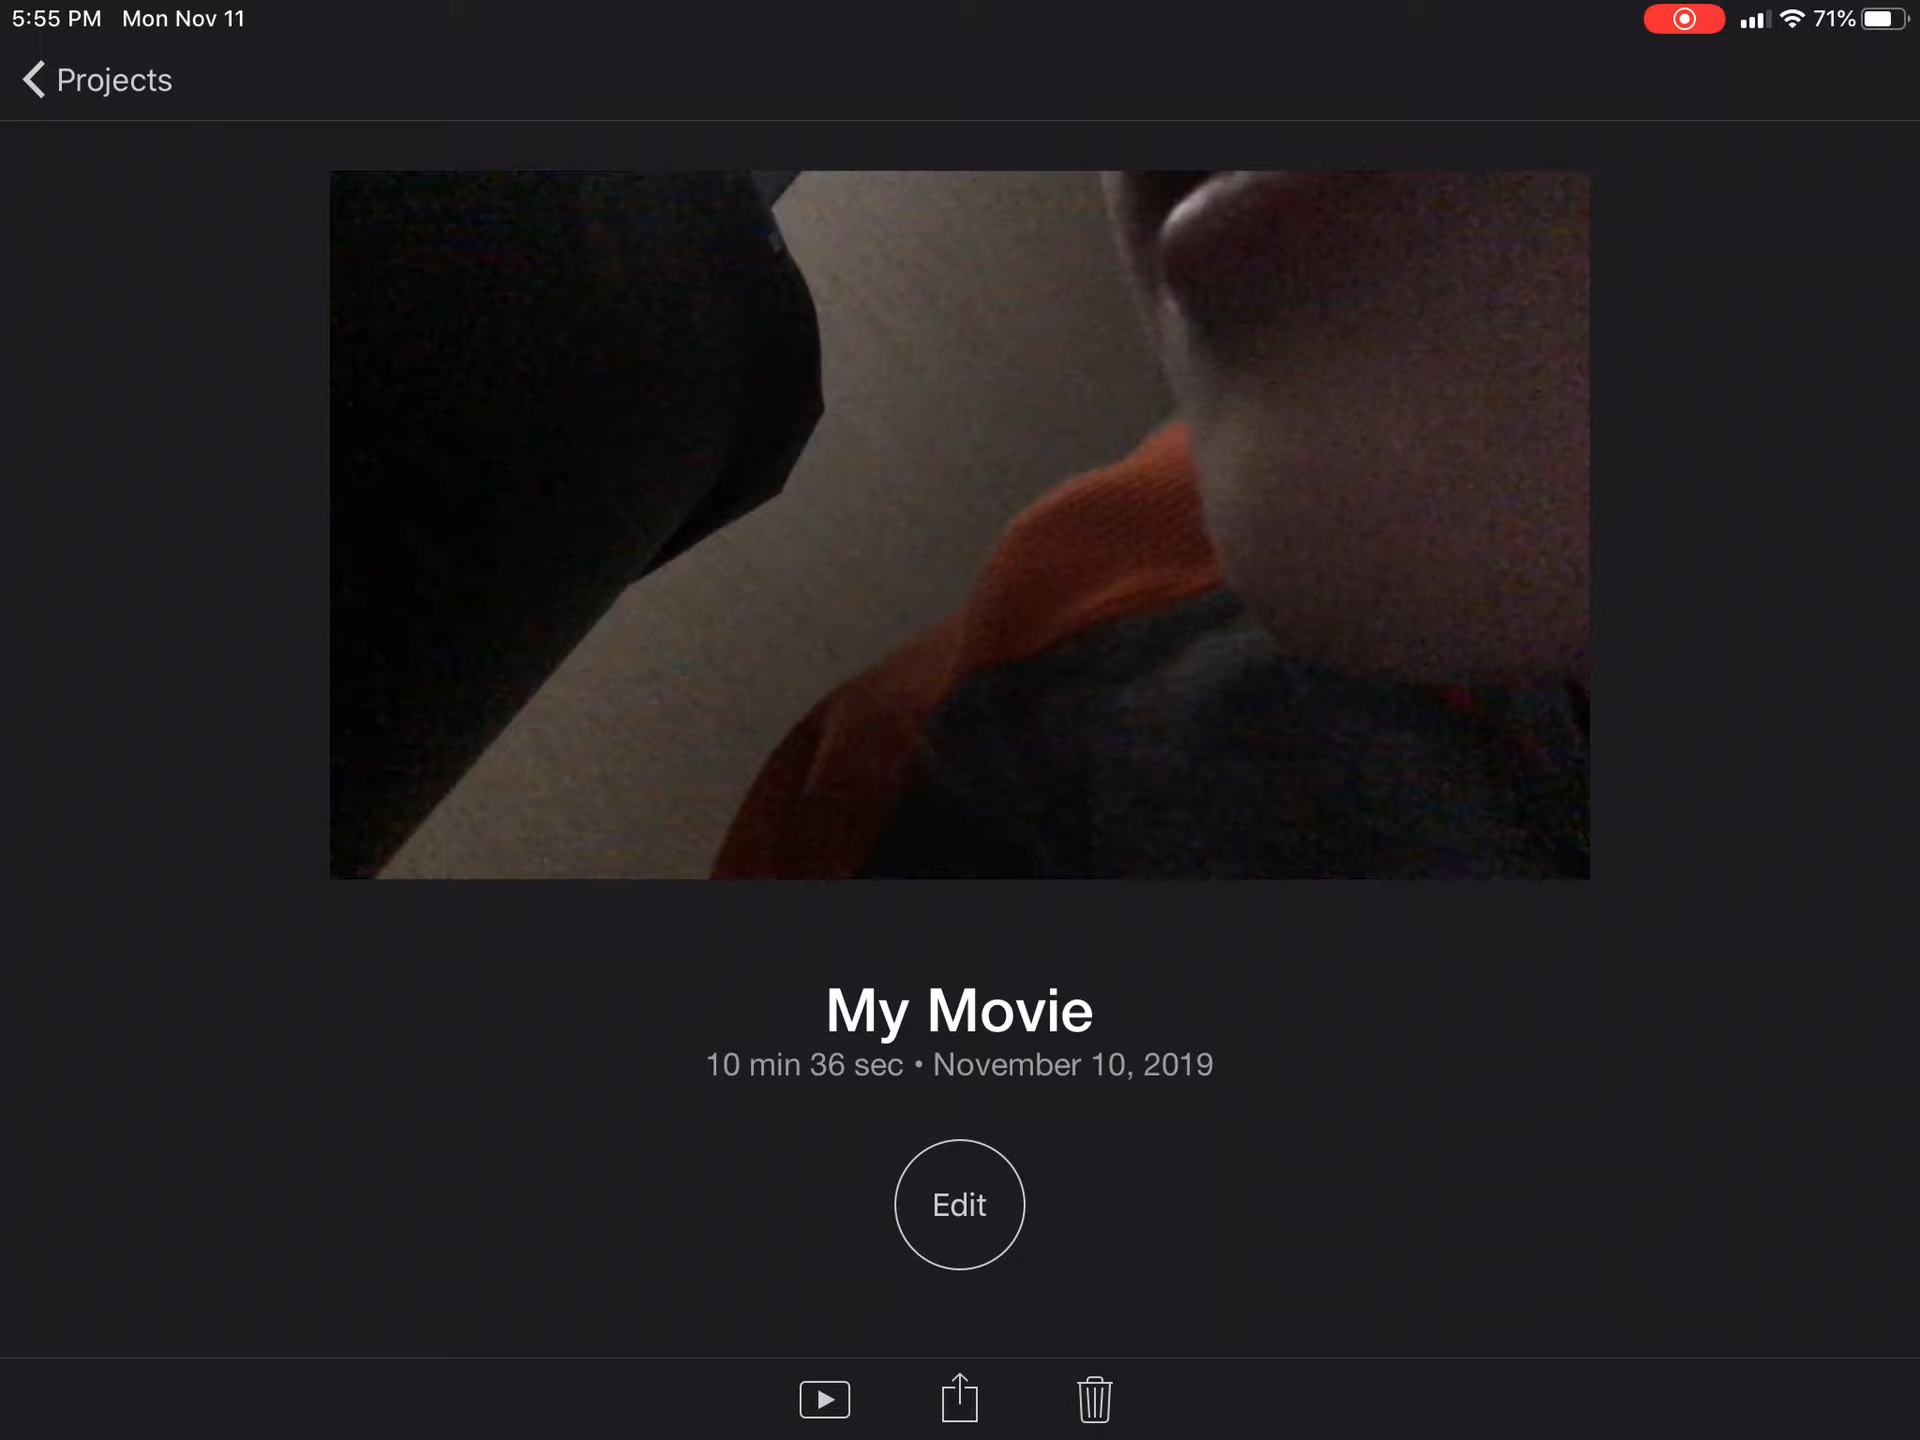 5:55 PM Mon Nov 11
71%
Projects
My Movie
10 min 36 sec • November 10, 2019
Edit